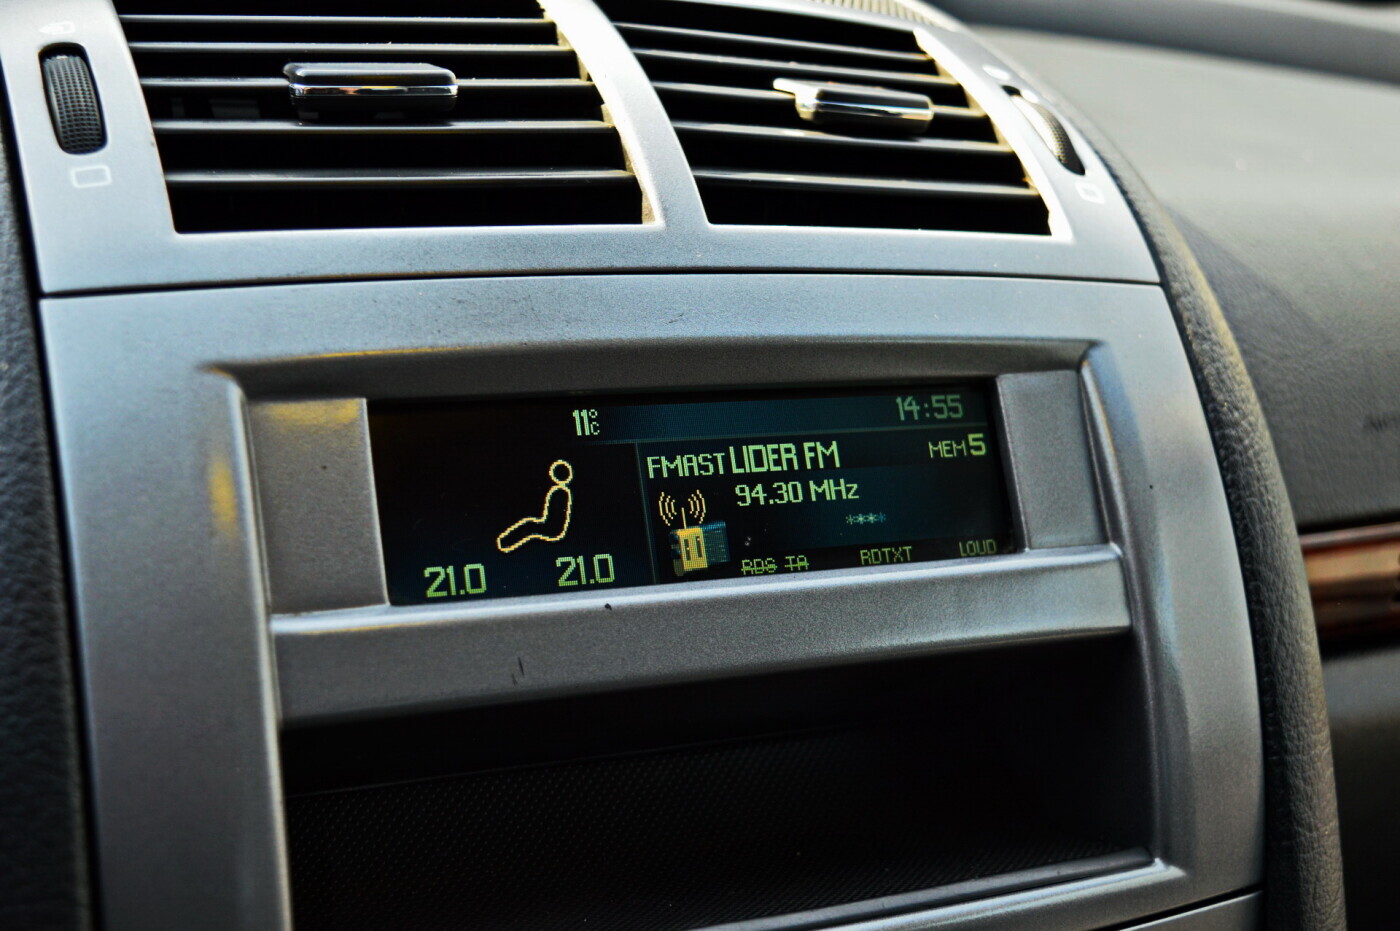 11°C
14:55
FMAST LIDER FM
MEM 5
94.30 MHz
****
21.0 21.0
RDS TA RDTXT LOUD